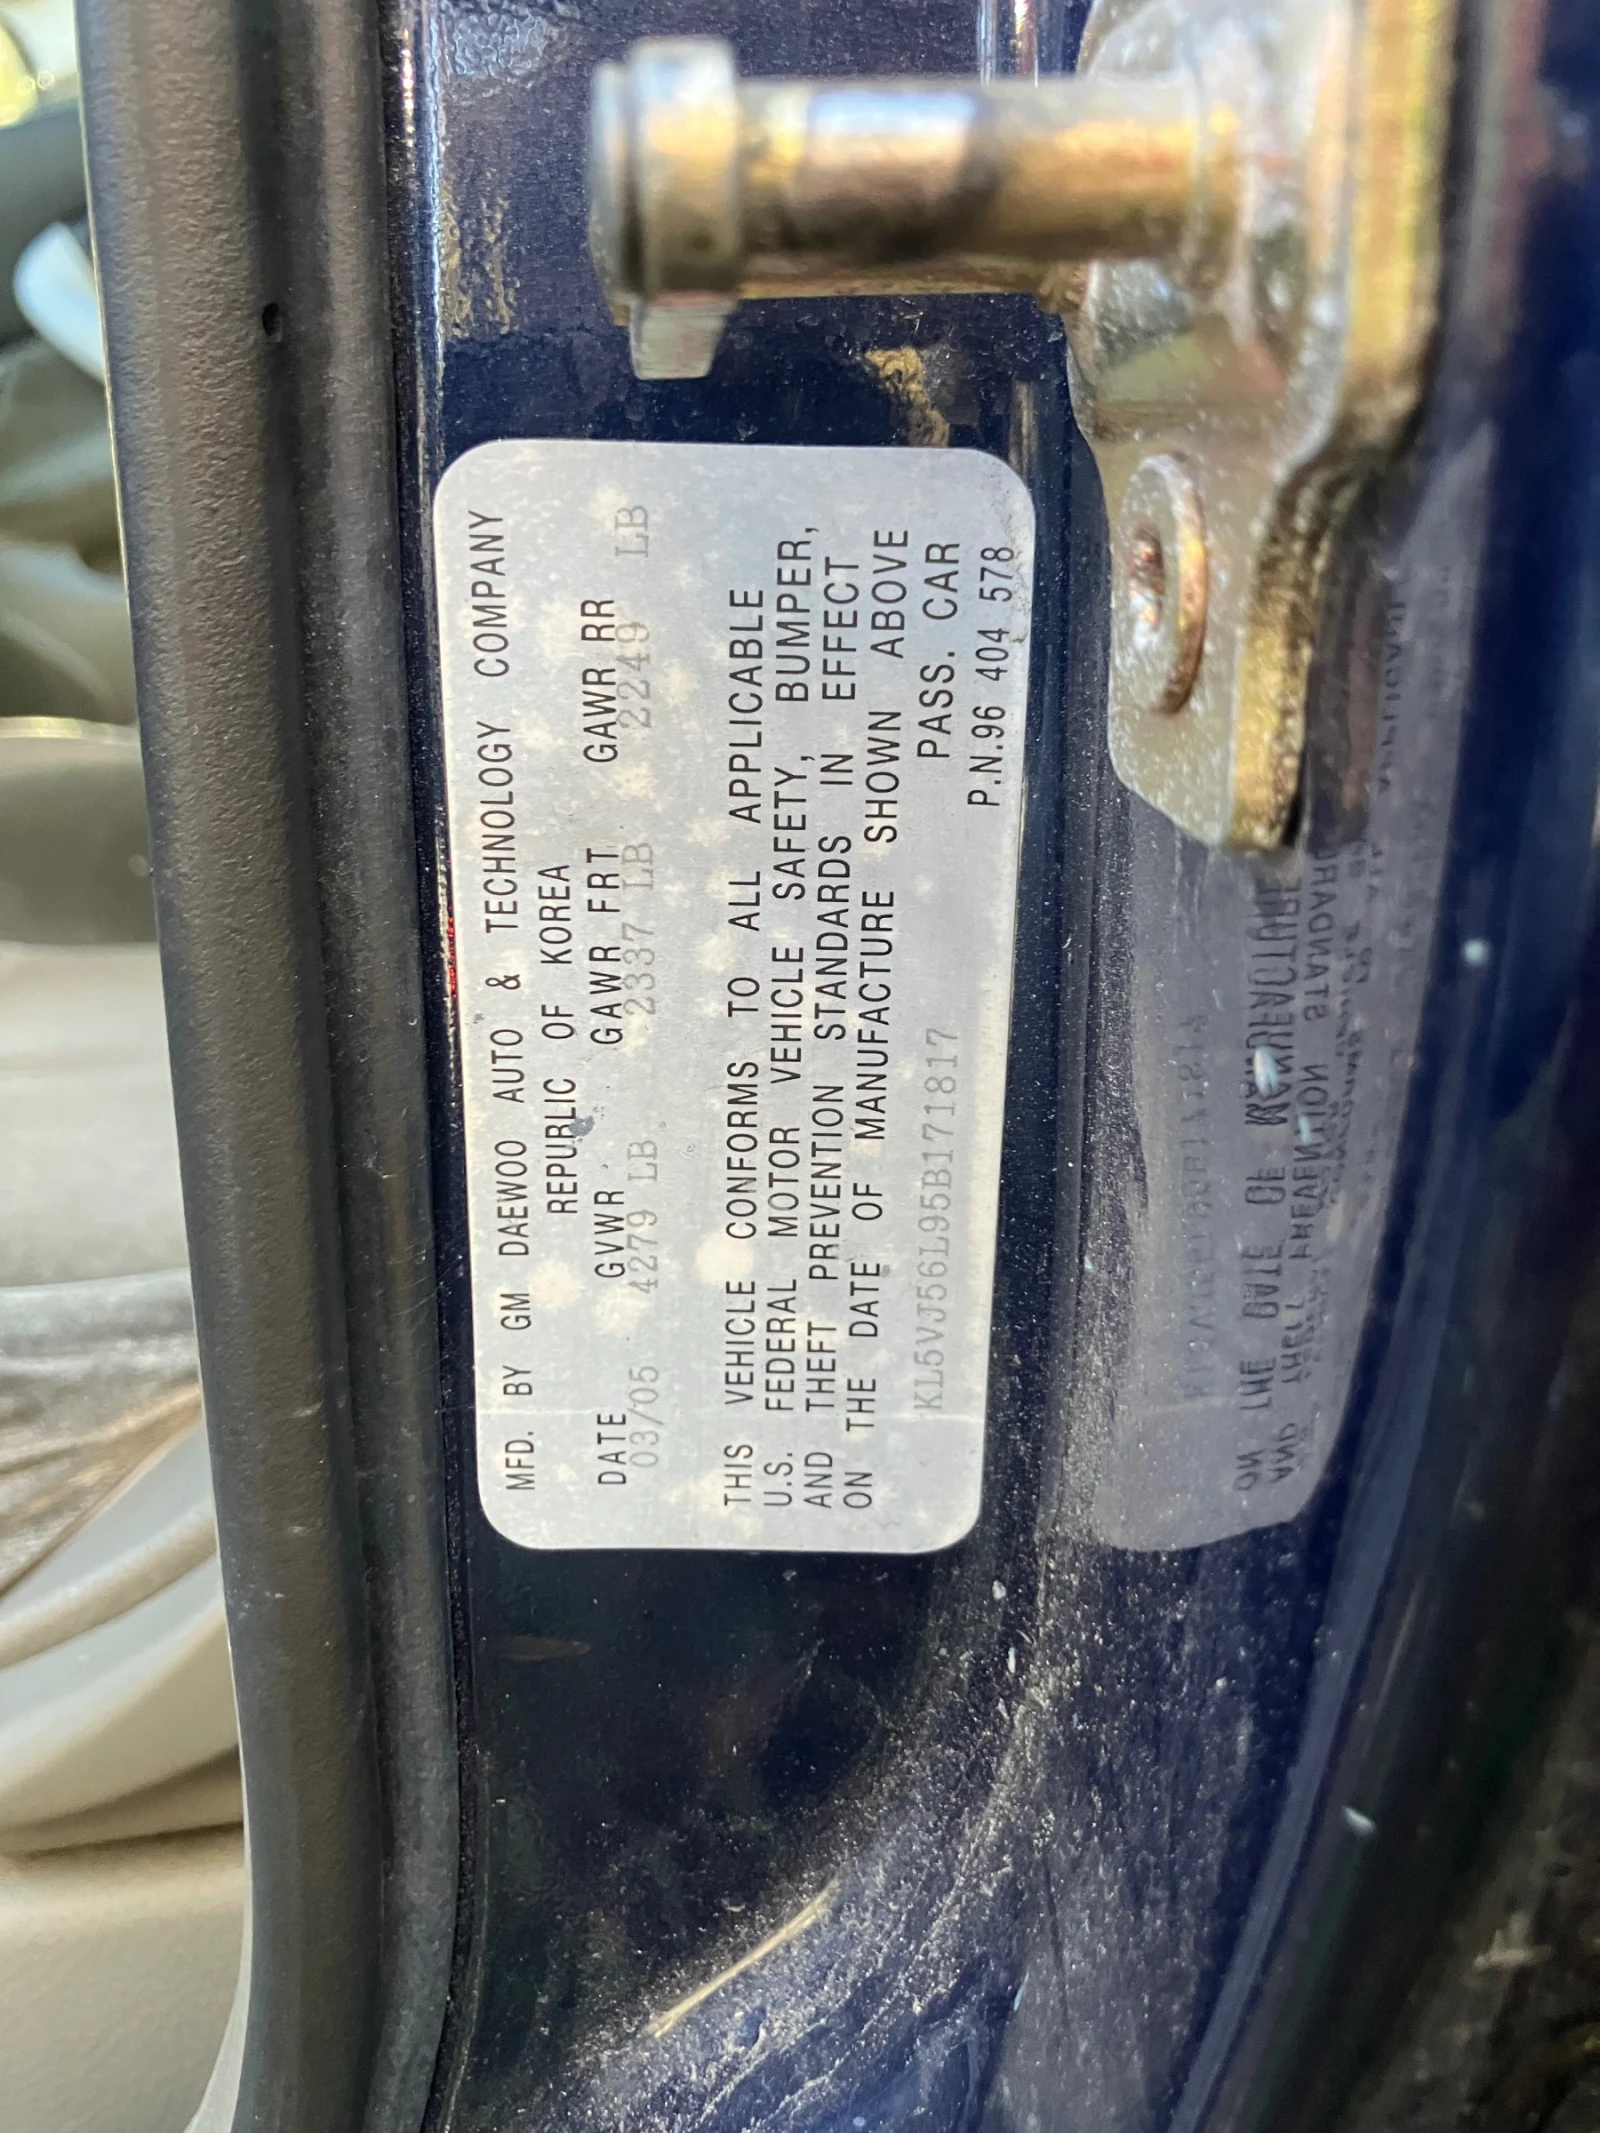 MFD. BY GM DAEWOO AUTO & TECHNOLOGY COMPANY
REPUBLIC OF KOREA
DATE GVWR GAWR FRT GAWR RR
03/05 4279 LB 2337 LB 2249 LB
THIS VEHICLE CONFORMS TO ALL APPLICABLE
U.S. FEDERAL MOTOR VEHICLE SAFETY, BUMPER,
AND THEFT PREVENTION STANDARDS IN EFFECT
ON THE DATE OF MANUFACTURE SHOWN ABOVE
KL5VJ56L95B171817 PASS. CAR
P.N.96 404 578